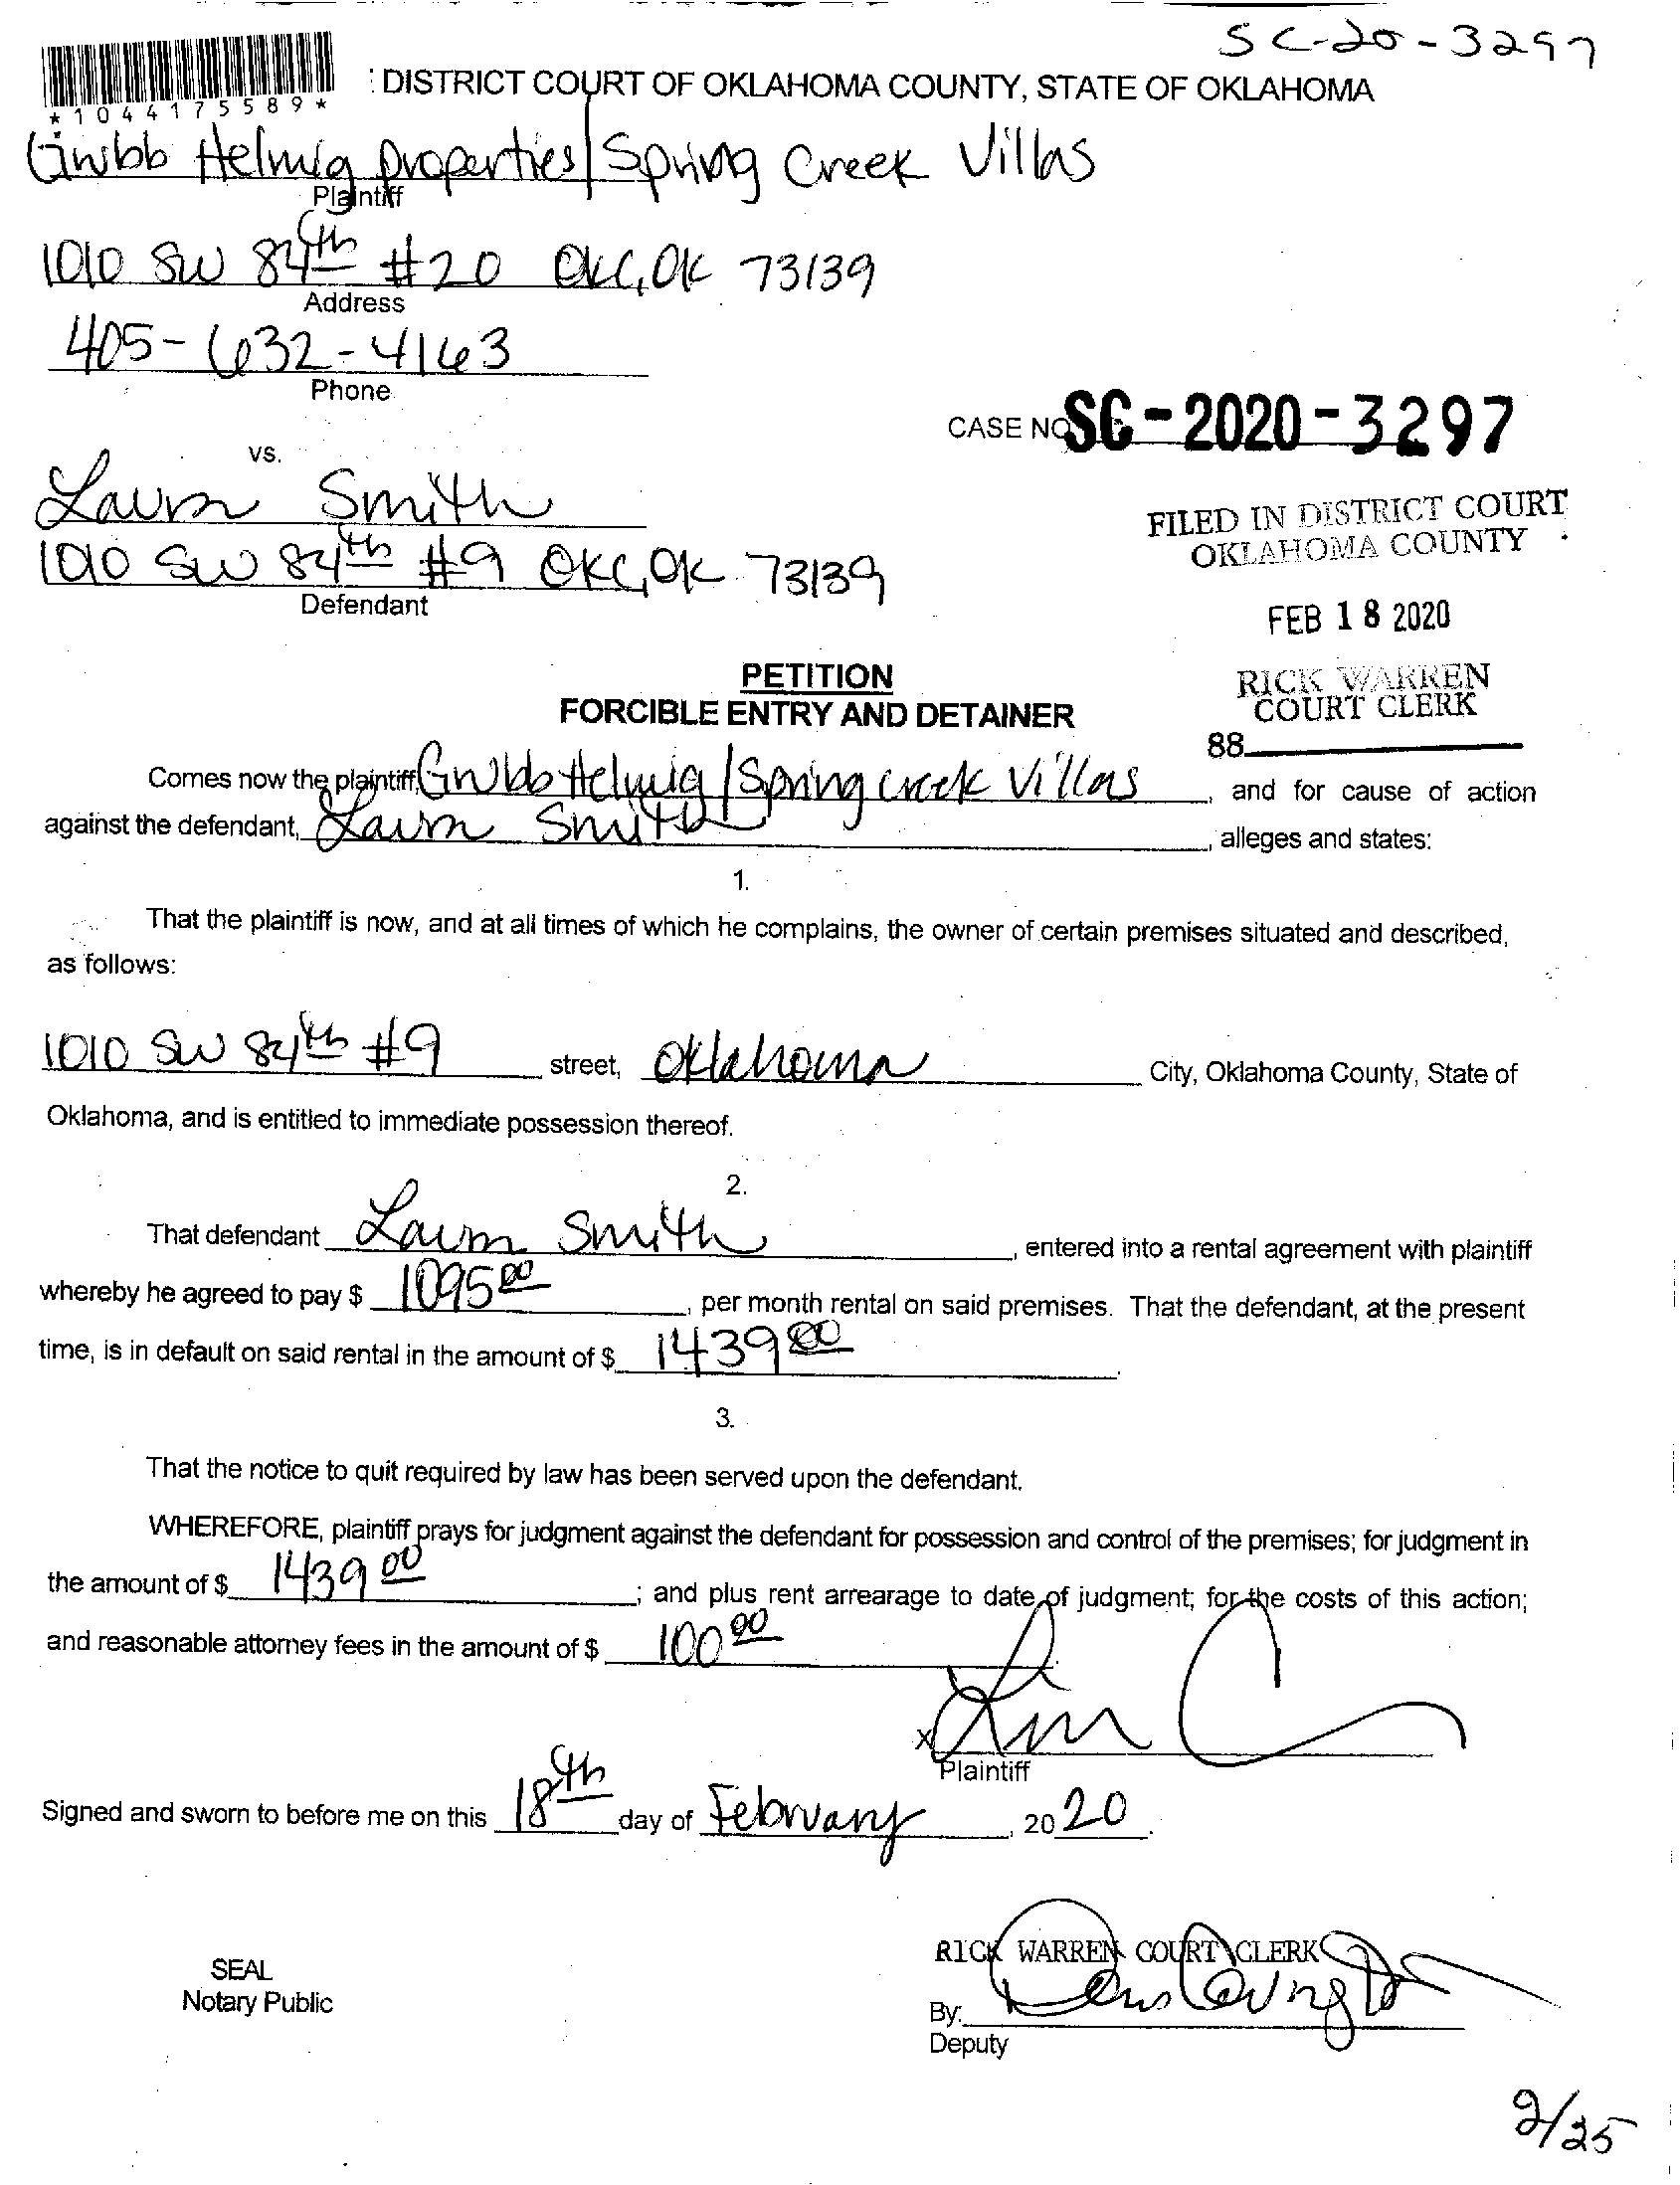 SC-20-3297
*1044175589*
DISTRICT COURT OF OKLAHOMA COUNTY, STATE OF OKLAHOMA
Grubb Helmig Properties/Spring Creek Villas
Plaintiff
1010 SW 84th #20 OKC, OK 73139
Address
405-632-4163
Phone
CASE NO. SC-2020-3297
vs.
Laura Smith
1010 SW 84th #9 OKC, OK 73139
Defendant
FILED IN DISTRICT COURT
OKLAHOMA COUNTY
FEB 18 2020
RICK WARREN
COURT CLERK
88
PETITION
FORCIBLE ENTRY AND DETAINER
Comes now the plaintiff, Grubb Helmig/Spring Creek Villas, and for cause of action
against the defendant, Laura Smith, alleges and states:
1.
That the plaintiff is now, and at all times of which he complains, the owner of certain premises situated and described,
as follows:
1010 SW 84th #9 street, Oklahoma City, Oklahoma County, State of
Oklahoma, and is entitled to immediate possession thereof.
2.
That defendant Laura Smith, entered into a rental agreement with plaintiff
whereby he agreed to pay $ 1095 00, per month rental on said premises. That the defendant, at the present
time, is in default on said rental in the amount of $ 1439 00.
3.
That the notice to quit required by law has been served upon the defendant.
WHEREFORE, plaintiff prays for judgment against the defendant for possession and control of the premises; for judgment in
the amount of $ 1439 00; and plus rent arrearage to date of judgment; for the costs of this action;
and reasonable attorney fees in the amount of $ 100 00
X
Plaintiff
Signed and sworn to before me on this 18th day of February, 2020.
SEAL
Notary Public
RICK WARREN COURT CLERK
By:
Deputy
2/25